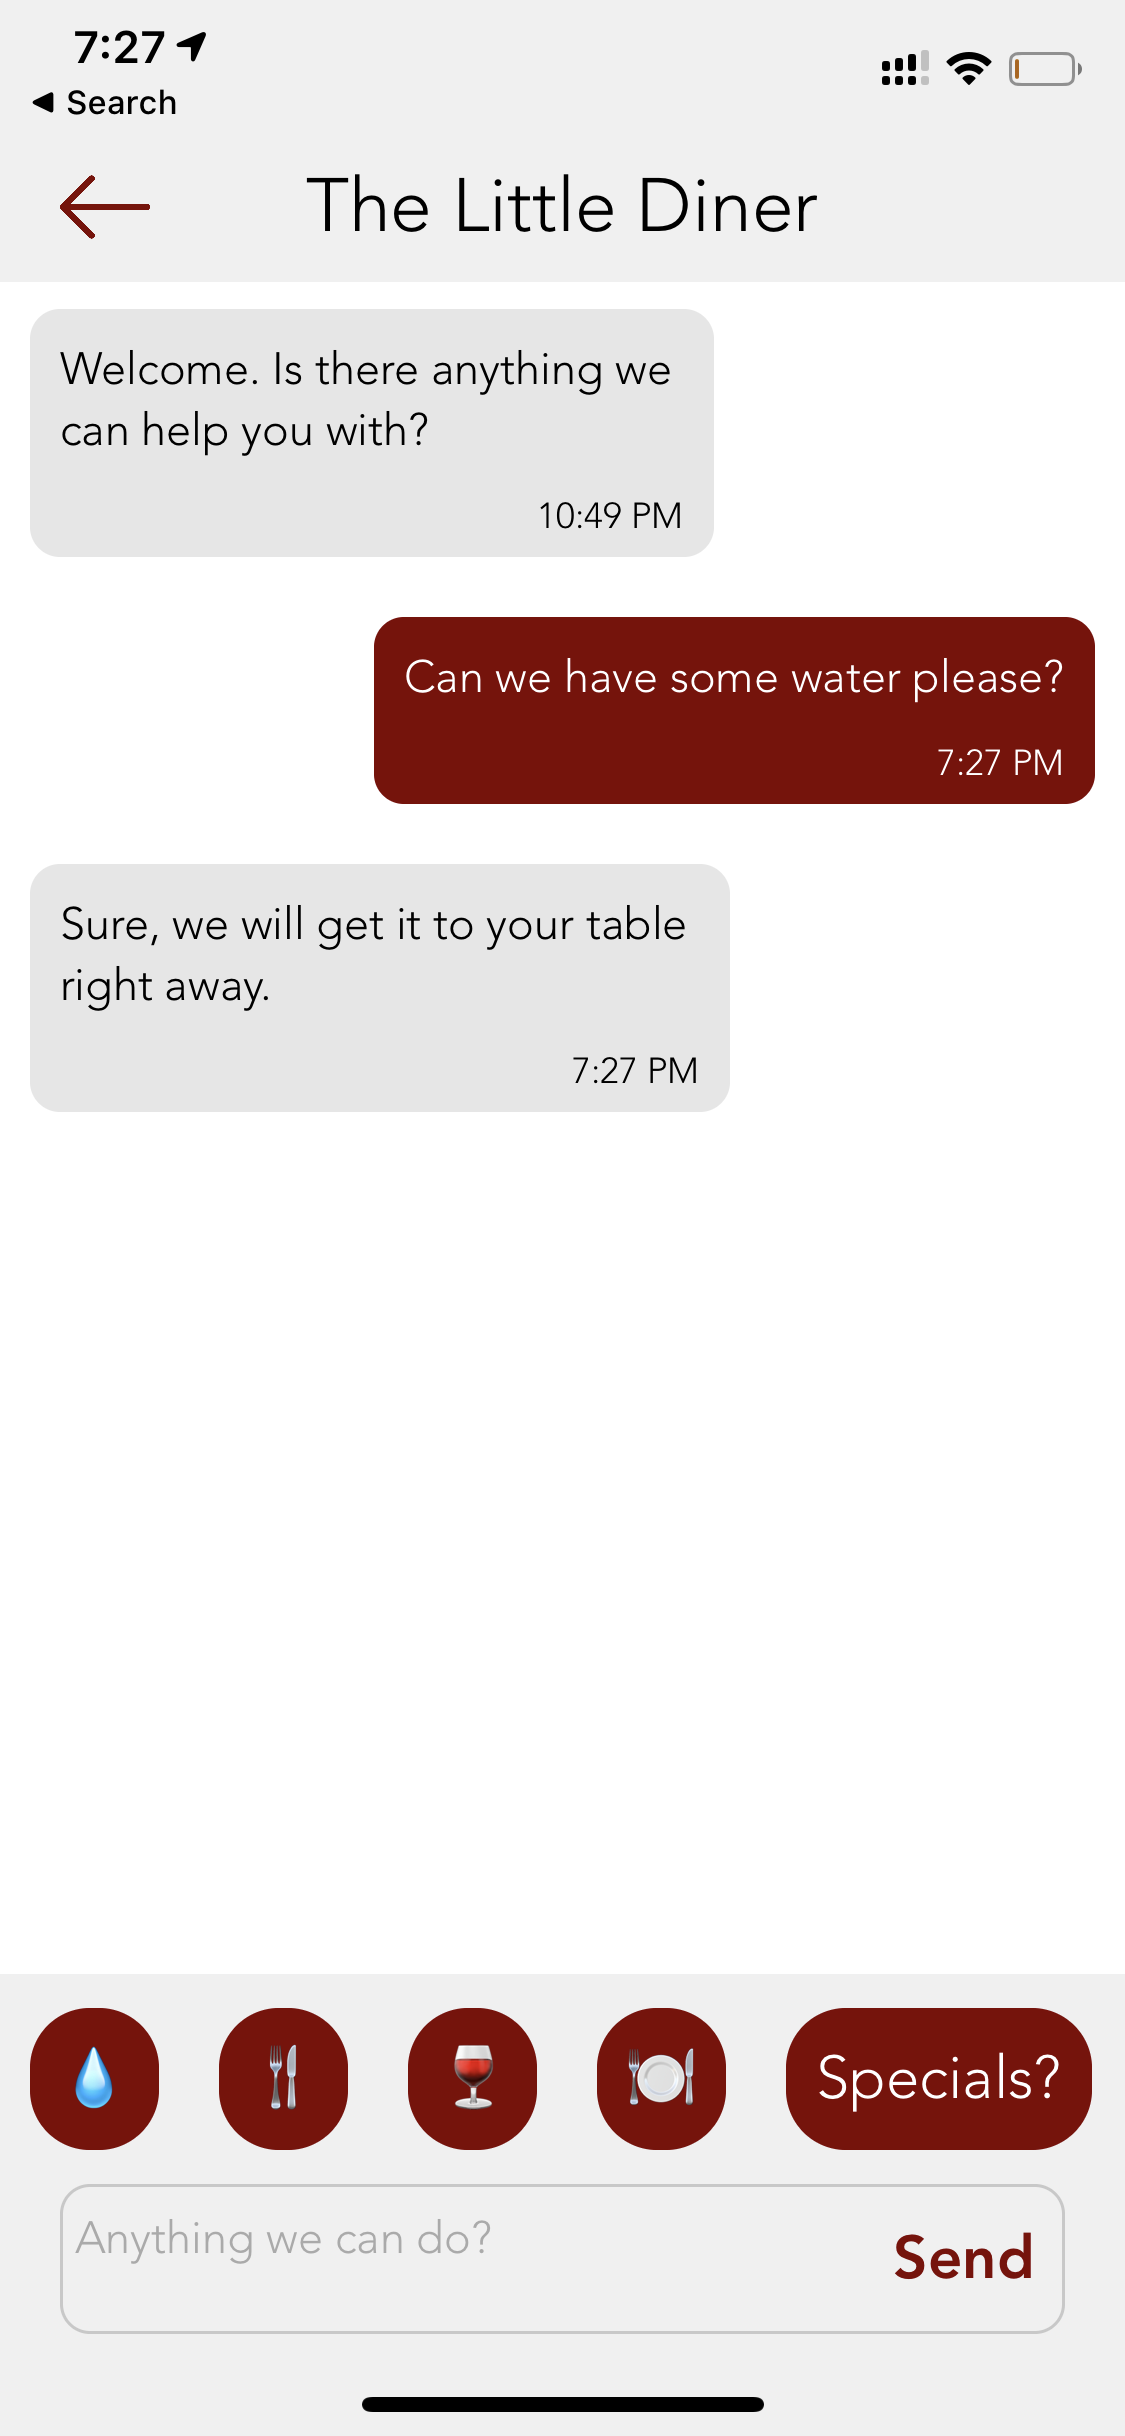 7:27
Search
The Little Diner
Welcome. Is there anything we
can help you with?
10:49 PM
Can we have some water please?
7:27 PM
Sure, we will get it to your table
right away.
7:27 PM
Specials?
Anything we can do?
Send